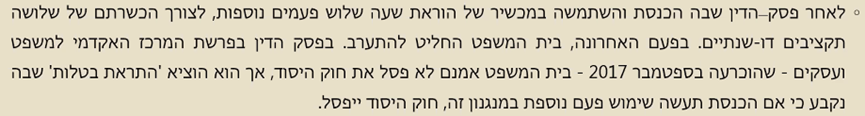 ◦ לאחר פסק–הדין שבה הכנסת והשתמשה במכשיר של הוראת שעה שלוש פעמים נוספות, לצורך הכשרתם של שלושה
תקציבים דו-שנתיים. בפעם האחרונה, בית המשפט החליט להתערב. בפסק הדין בפרשת המרכז האקדמי למשפט
ועסקים - שהוכרעה בספטמבר 2017 - בית המשפט אמנם לא פסל את חוק היסוד, אך הוא הוציא 'התראת בטלות' שבה
נקבע כי אם הכנסת תעשה שימוש פעם נוספת במנגנון זה, חוק היסוד ייפסל.